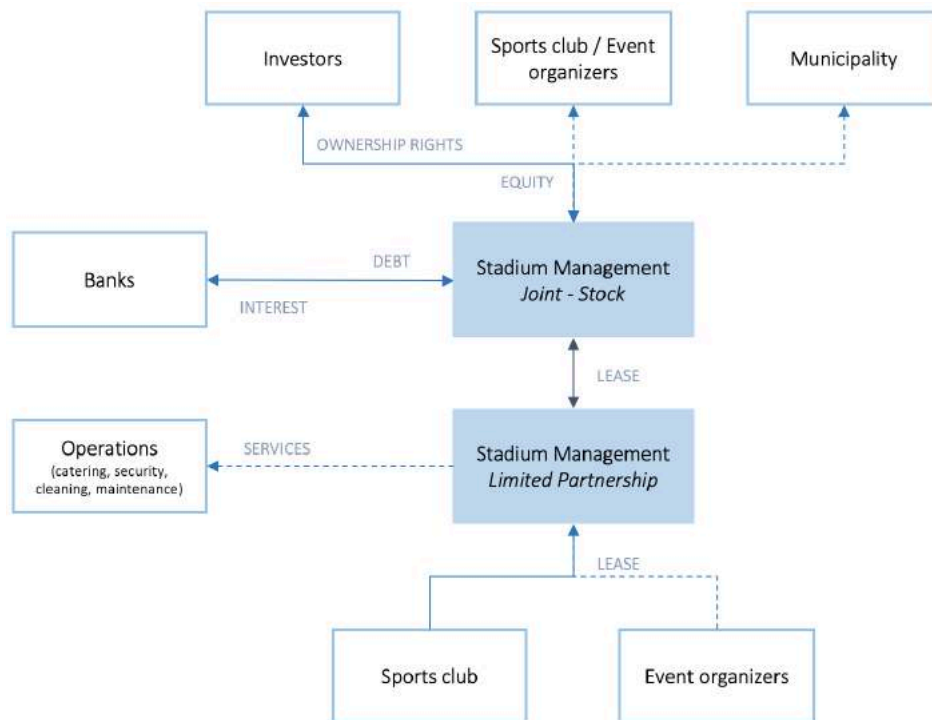 Investors
Sports club / Event
organizers
Municipality
OWNERSHIP RIGHTS
EQUITY
Banks
DEBT
INTEREST
Stadium Management
Joint - Stock
LEASE
Operations
(catering, security,
cleaning, maintenance)
SERVICES
Stadium Management
Limited Partnership
LEASE
Sports club
Event organizers